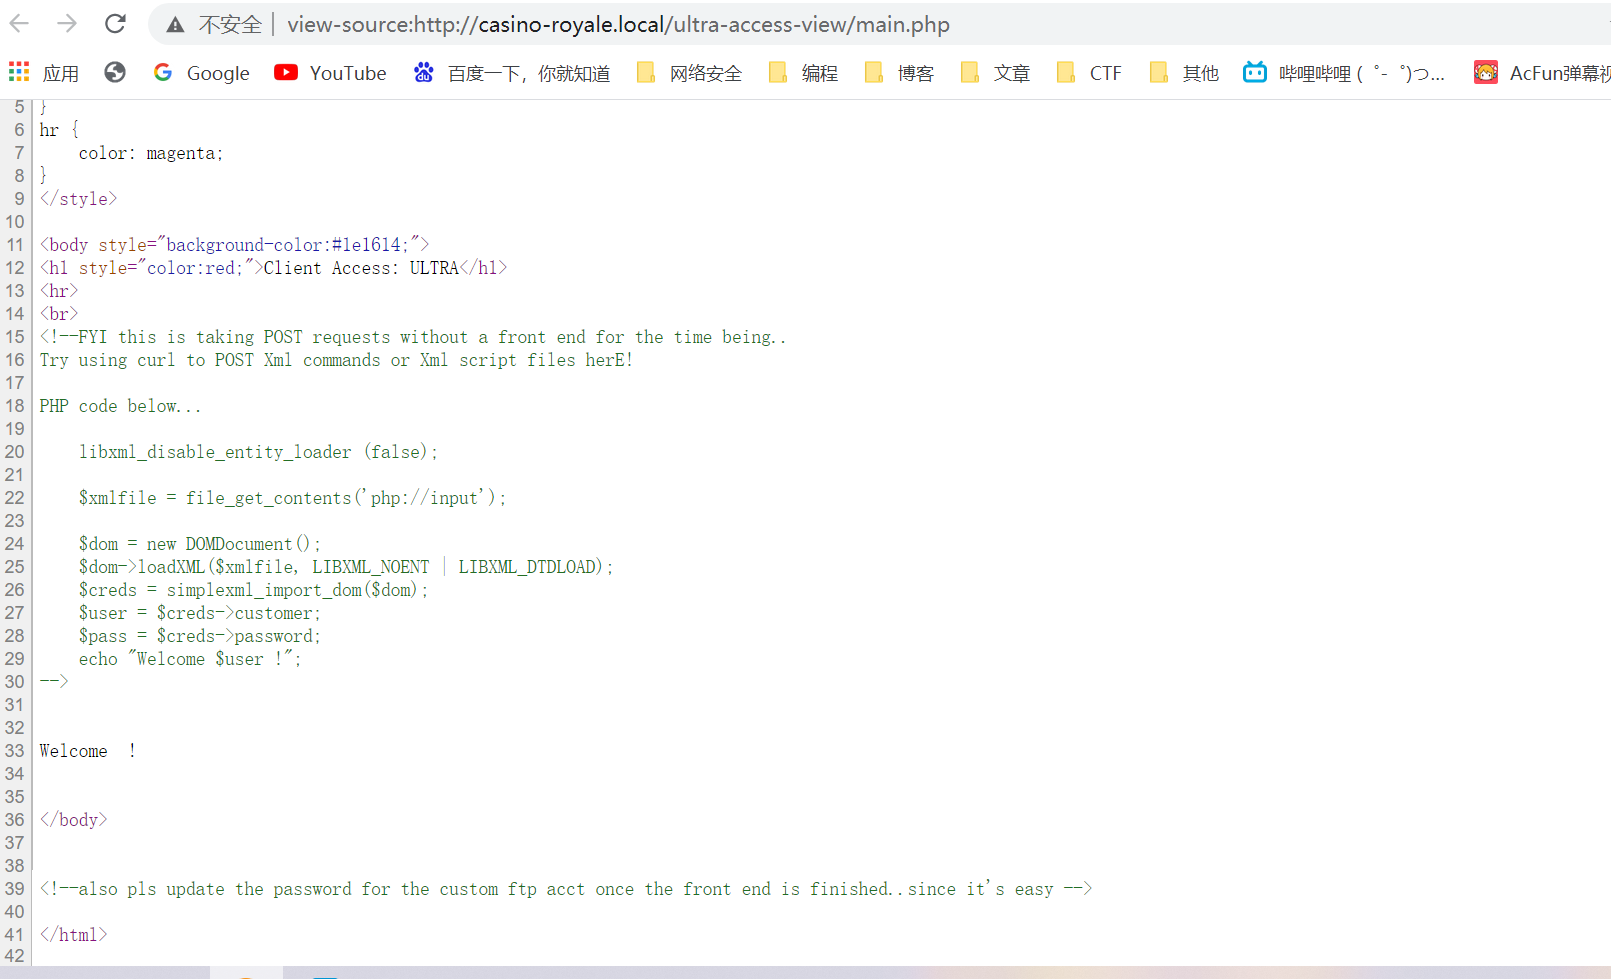 不安全 | view-source:http://casino-royale.local/ultra-access-view/main.php
应用 Google YouTube 百度一下，你就知道 网络安全 编程 博客 文章 CTF 其他 哔哩哔哩 ( ゜- ゜)つ... AcFun弹幕视
5 }
6 hr {
7 color: magenta;
8 }
9 </style>
10
11 <body style="background-color:#1e1614;">
12 <h1 style="color:red;">Client Access: ULTRA</h1>
13 <hr>
14 <br>
15 <!--FYI this is taking POST requests without a front end for the time being..
16 Try using curl to POST Xml commands or Xml script files herE!
17
18 PHP code below...
19
20 libxml_disable_entity_loader (false);
21
22 $xmlfile = file_get_contents('php://input');
23
24 $dom = new DOMDocument();
25 $dom->loadXML($xmlfile, LIBXML_NOENT | LIBXML_DTDLOAD);
26 $creds = simplexml_import_dom($dom);
27 $user = $creds->customer;
28 $pass = $creds->password;
29 echo "Welcome $user !";
30 -->
31
32
33 Welcome  !
34
35
36 </body>
37
38
39 <!--also pls update the password for the custom ftp acct once the front end is finished..since it's easy -->
40
41 </html>
42